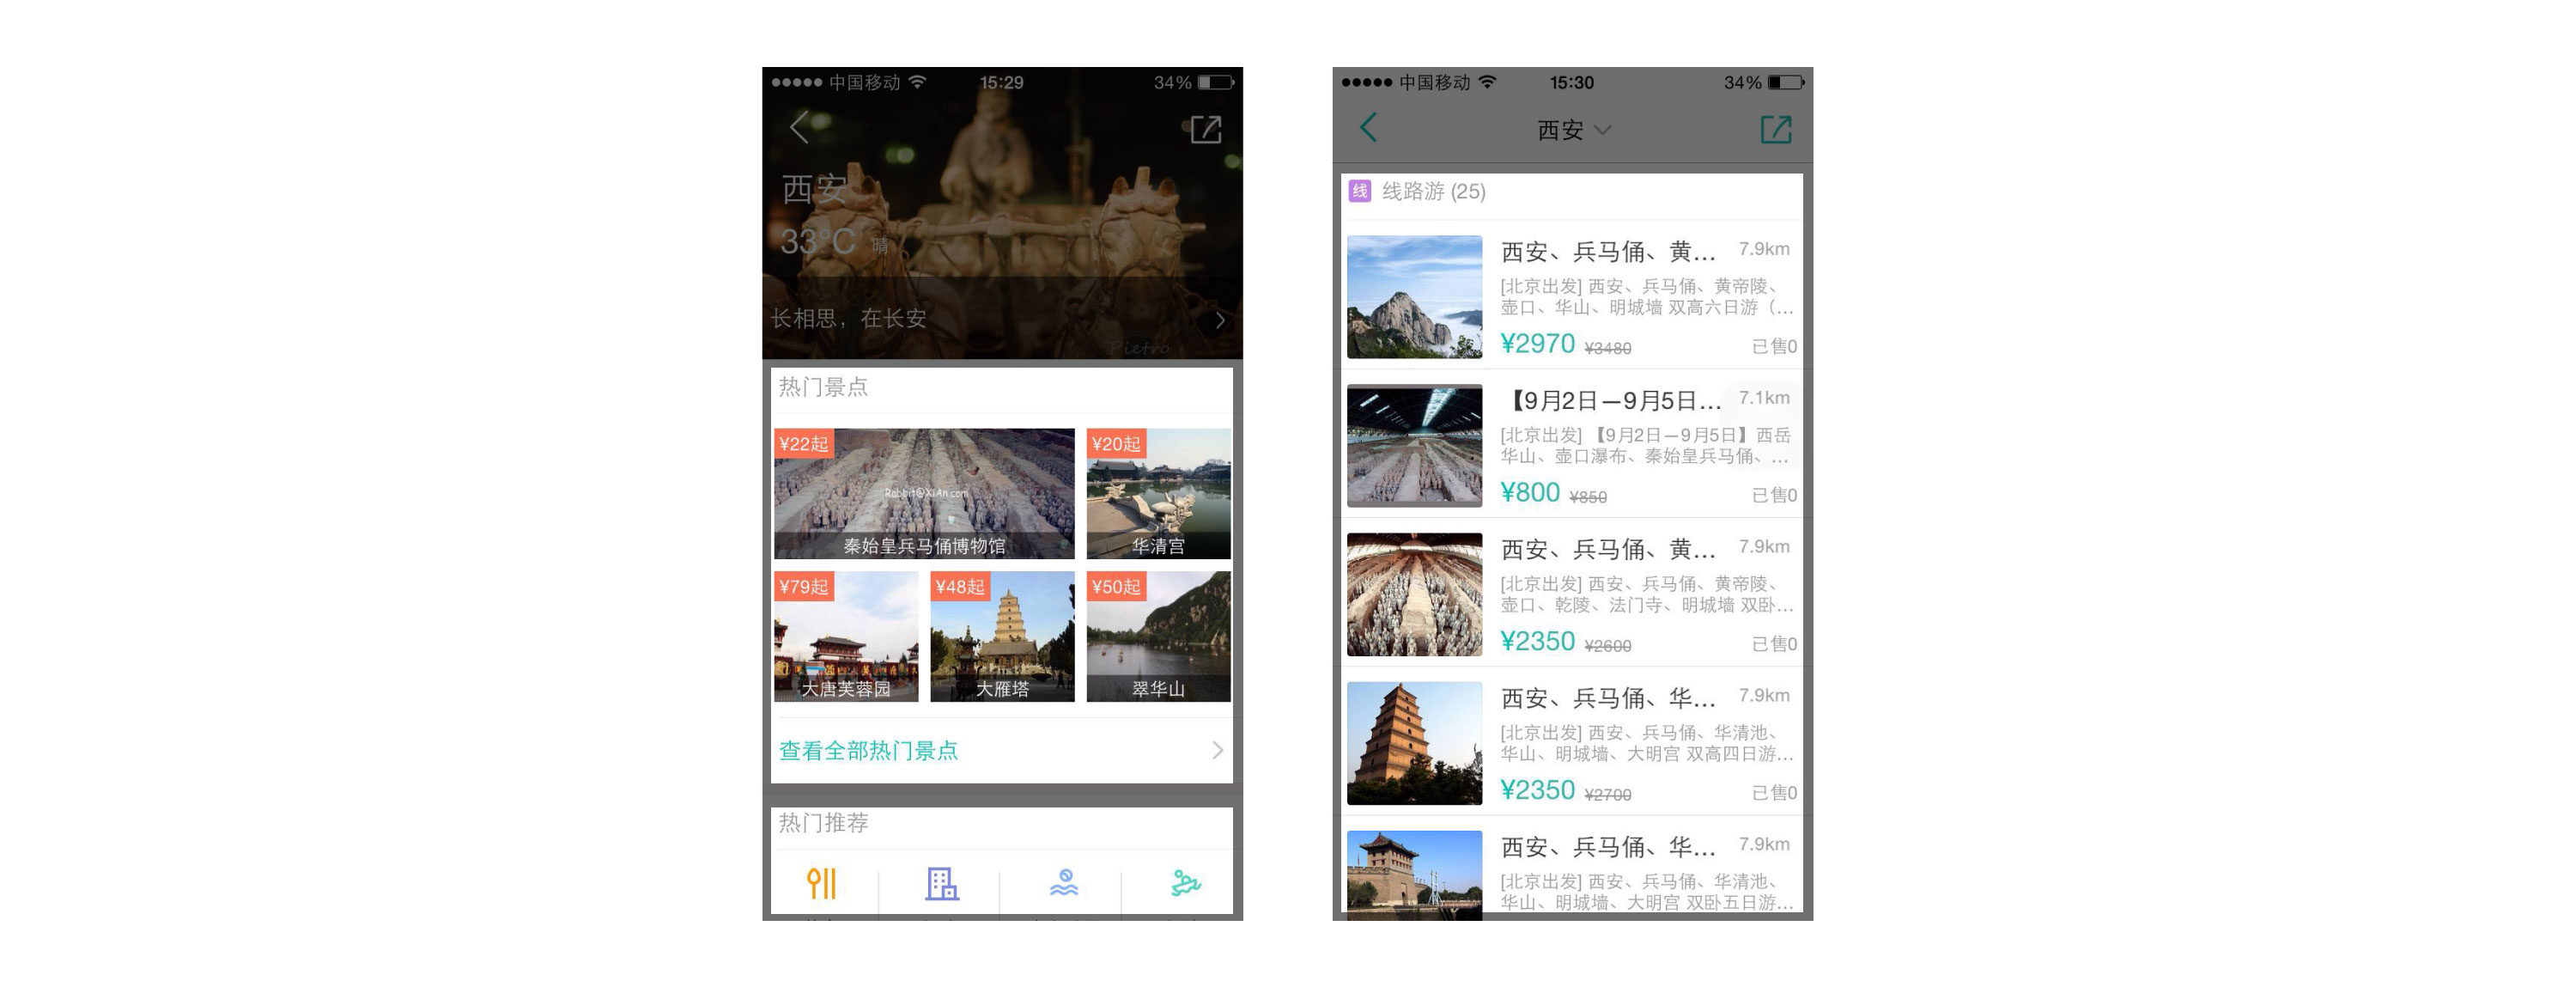 中国移动 15:29 34%
西安
33°C 晴
长相思，在长安
Pietro
热门景点
¥22起
Rabbit@XiAn.com
秦始皇兵马俑博物馆
¥20起
华清宫
¥79起
大唐芙蓉园
¥48起
大雁塔
¥50起
翠华山
查看全部热门景点
热门推荐
中国移动 15:30 34%
西安
线 线路游 (25)
西安、兵马俑、黄... 7.9km
[北京出发] 西安、兵马俑、黄帝陵、
壶口、华山、明城墙 双高六日游（...
¥2970 ¥3480 已售0
【9月2日—9月5日... 7.1km
[北京出发] 【9月2日—9月5日】西岳
华山、壶口瀑布、秦始皇兵马俑、...
¥800 ¥850 已售0
西安、兵马俑、黄... 7.9km
[北京出发] 西安、兵马俑、黄帝陵、
壶口、乾陵、法门寺、明城墙 双卧...
¥2350 ¥2600 已售0
西安、兵马俑、华... 7.9km
[北京出发] 西安、兵马俑、华清池、
华山、明城墙、大明宫 双高四日游...
¥2350 ¥2700 已售0
西安、兵马俑、华... 7.9km
[北京出发] 西安、兵马俑、华清池、
华山、明城墙、大明宫 双卧五日游...